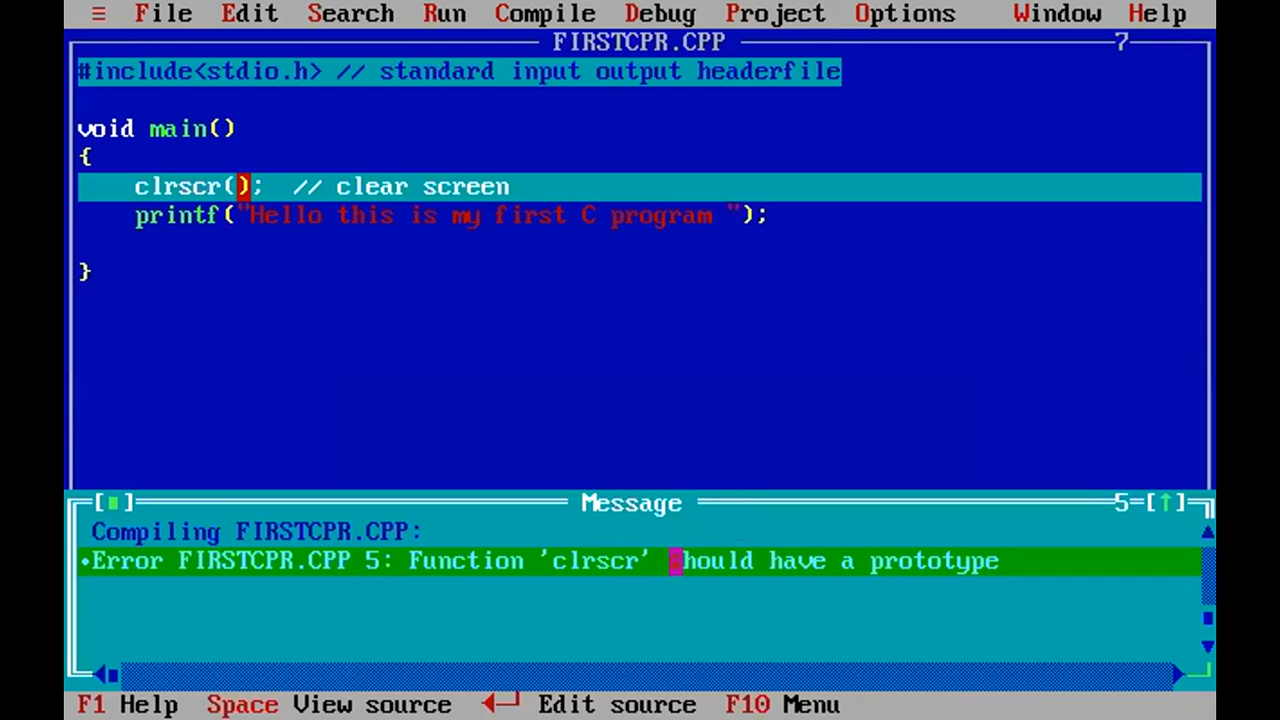 ≡ File Edit Search Run Compile Debug Project Options Window Help
FIRSTCPR.CPP 7
#include<stdio.h> // standard input output headerfile
void main()
{
clrscr(); // clear screen
printf("Hello this is my first C program ");
}
[■] Message 5=[↑]
Compiling FIRSTCPR.CPP:
•Error FIRSTCPR.CPP 5: Function 'clrscr' should have a prototype
F1 Help Space View source ◄─┘ Edit source F10 Menu